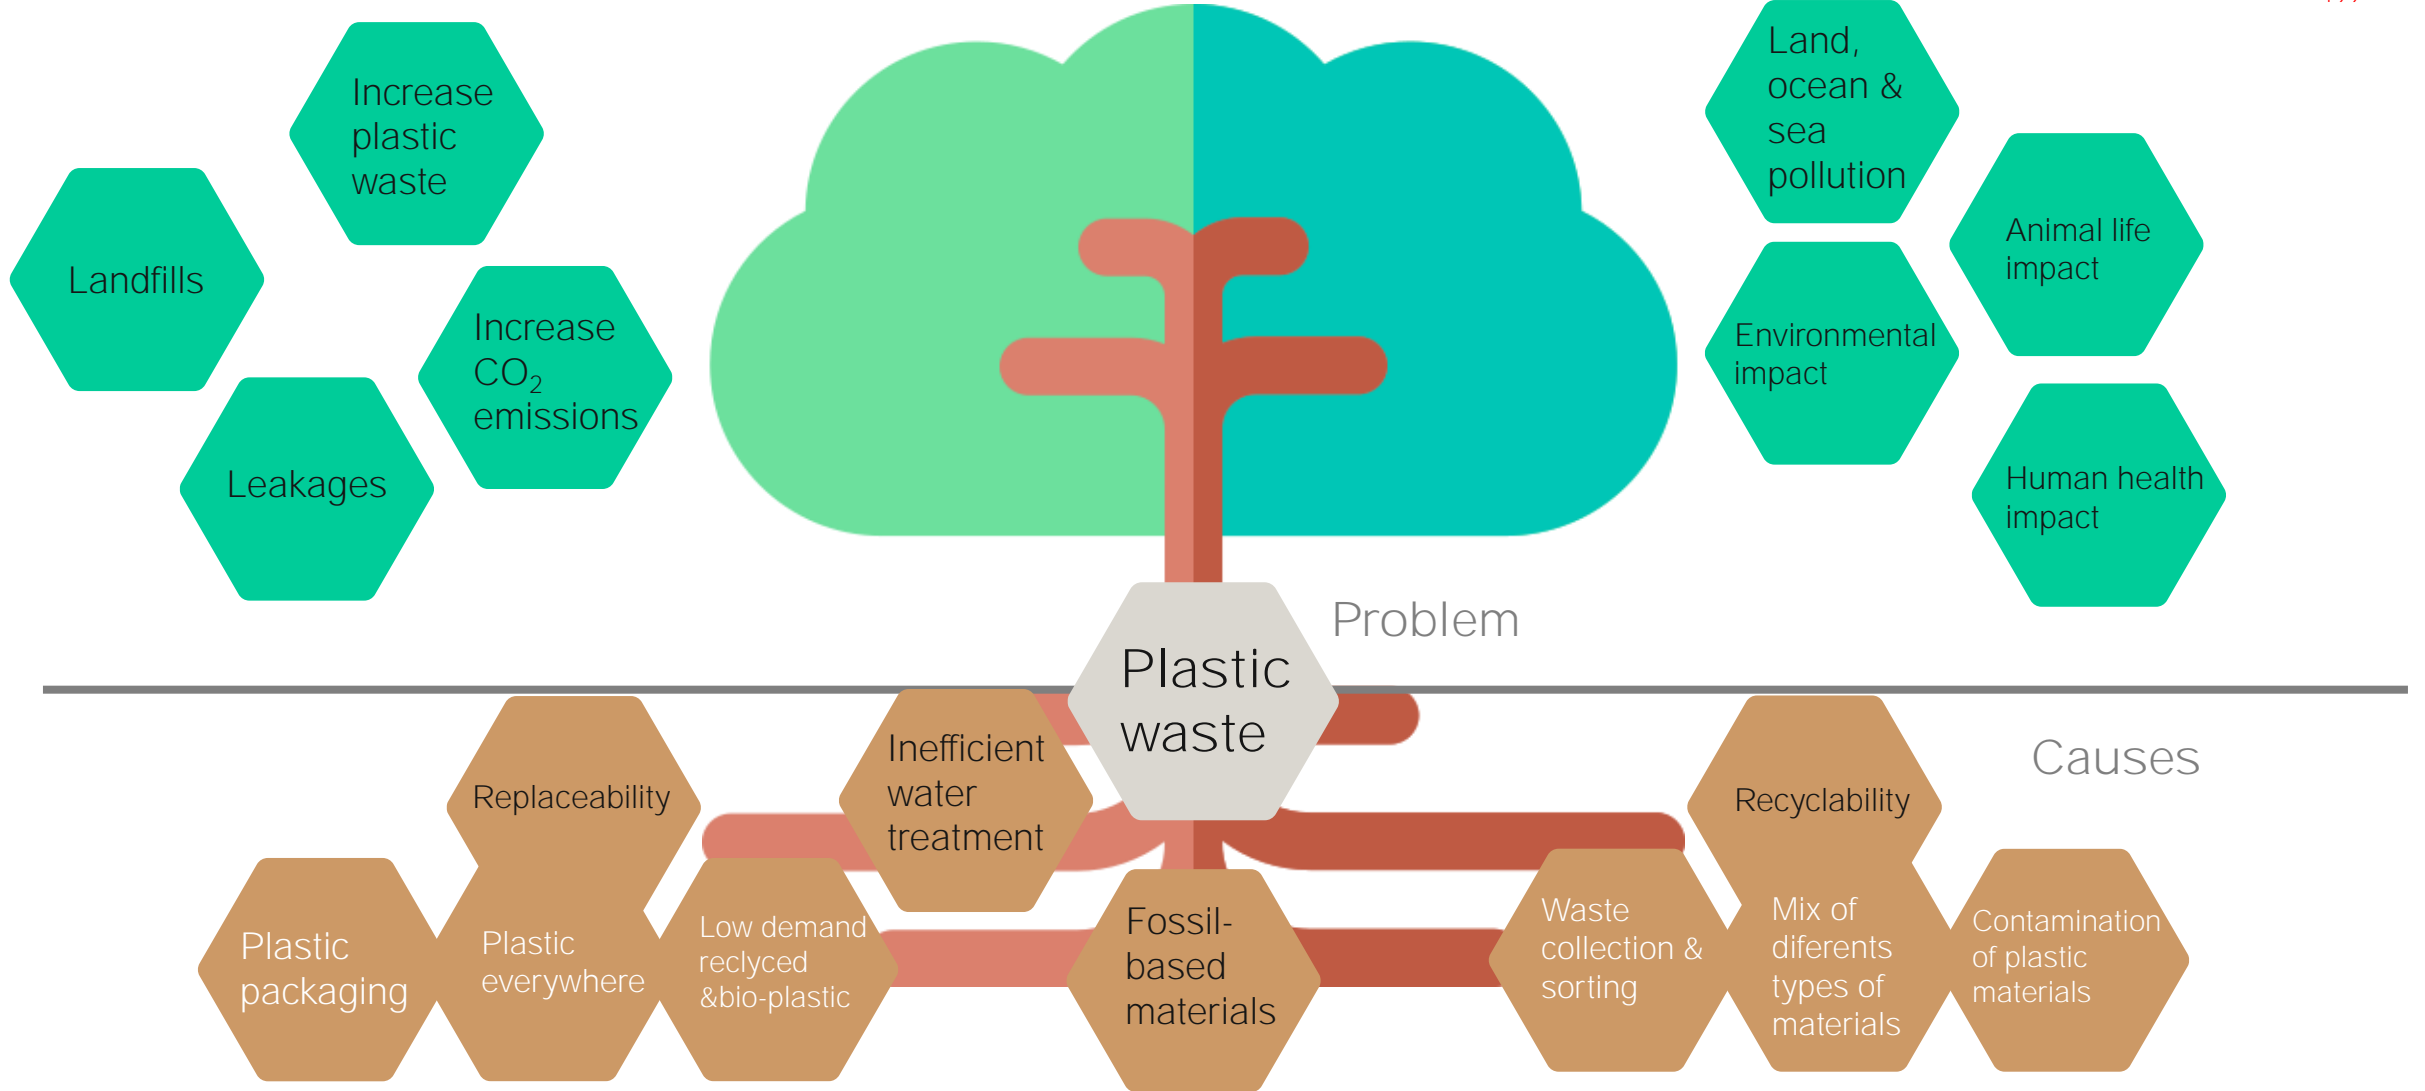 Increase
plastic
waste
Landfills
Increase
CO₂
emissions
Leakages
Land,
ocean &
sea
pollution
Animal life
impact
Environmental
impact
Human health
impact
Problem
Plastic
waste
Causes
Replaceability
Inefficient
water
treatment
Recyclability
Plastic
packaging
Plastic
everywhere
Low demand
reclyced
&bio-plastic
Fossil-
based
materials
Waste
collection &
sorting
Mix of
diferents
types of
materials
Contamination
of plastic
materials